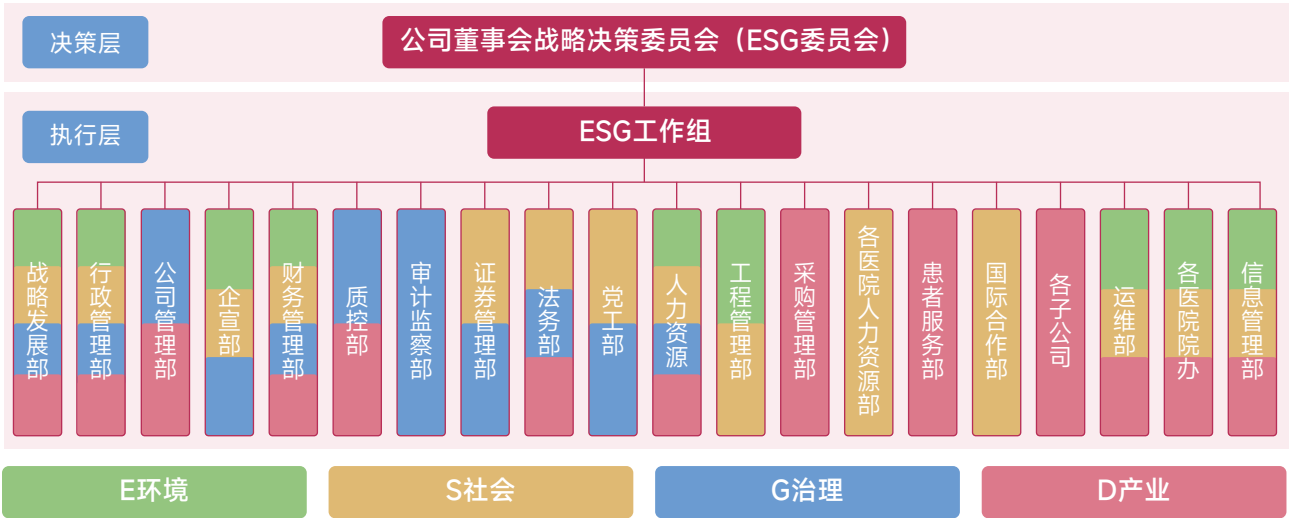 决策层
公司董事会战略决策委员会（ESG委员会）
执行层
ESG工作组
战略发展部
行政管理部
公司管理部
企宣部
财务管理部
质控部
审计监察部
证券管理部
法务部
党工部
人力资源
工程管理部
采购管理部
各医院人力资源部
患者服务部
国际合作部
各子公司
运维部
各医院院办
信息管理部
E环境
S社会
G治理
D产业